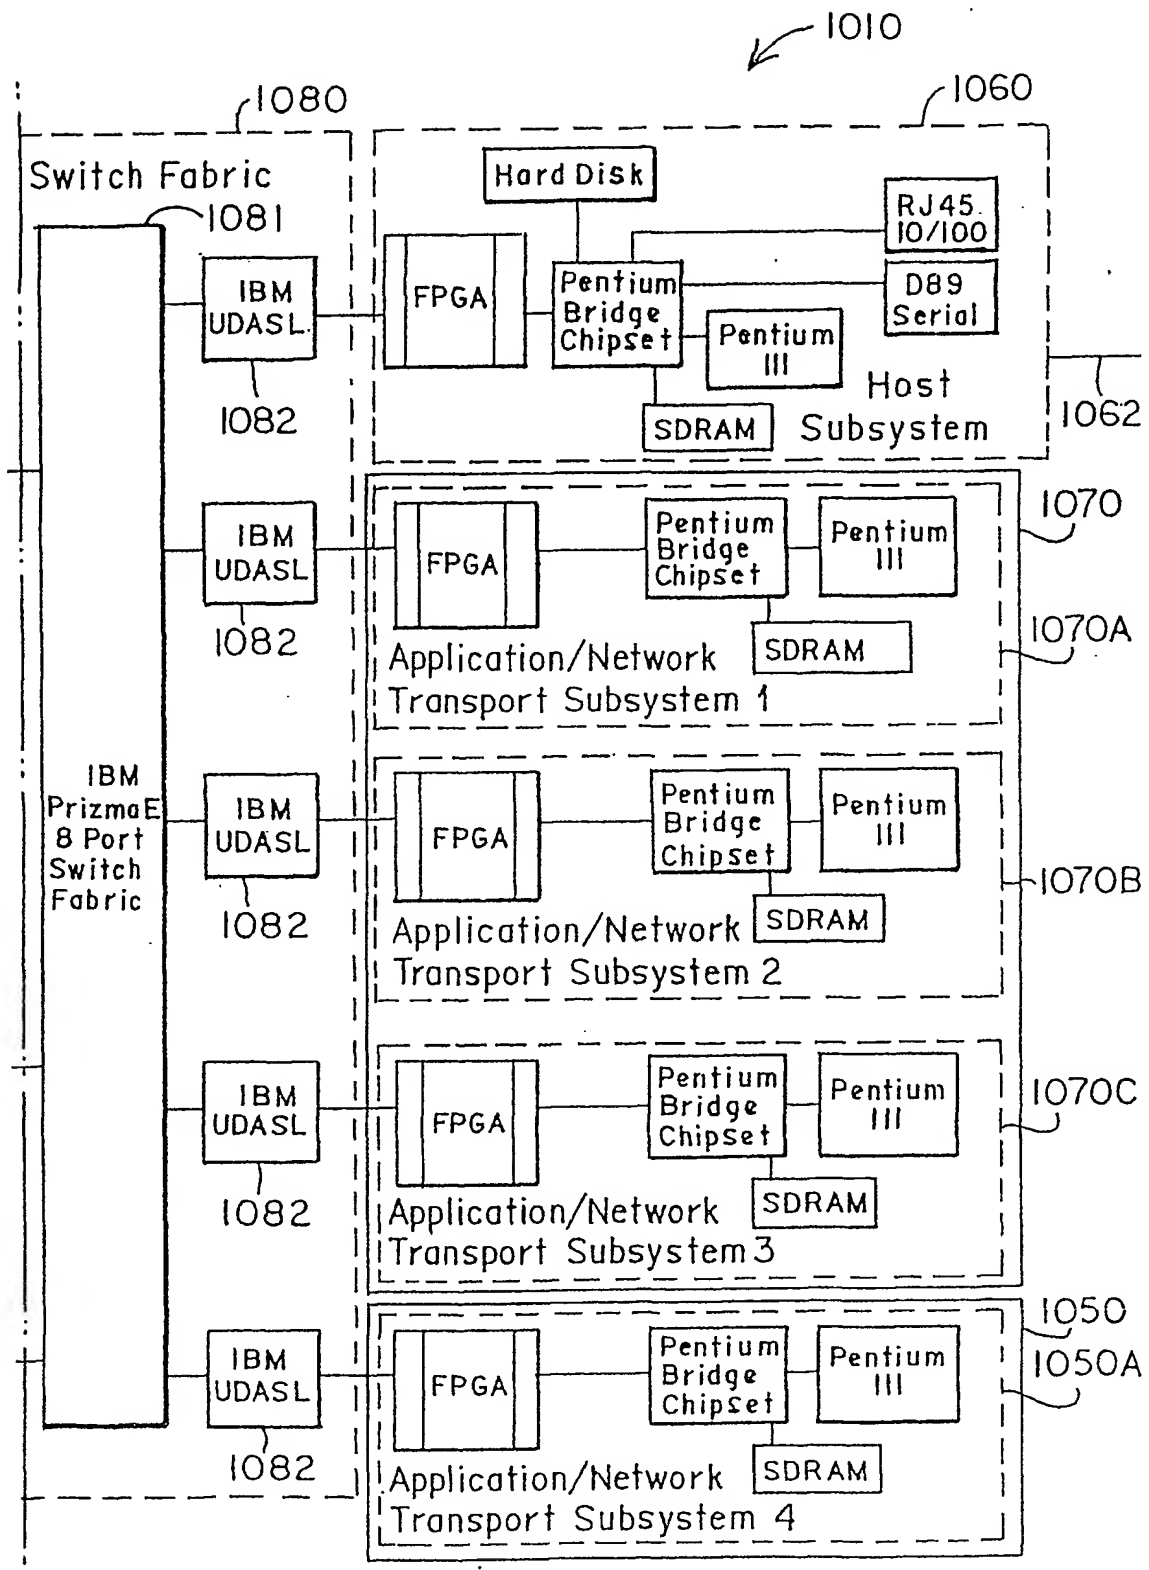 1010
1080
1060
Switch Fabric
1081
Hard Disk
RJ45.
10/100
IBM
UDASL
FPGA
Pentium
Bridge
Chipset
D89
Serial
Pentium
III
1082
Host
Subsystem
SDRAM
1062
IBM
UDASL
FPGA
Pentium
Bridge
Chipset
Pentium
III
1070
1082
1070A
SDRAM
Application/Network
Transport Subsystem 1
IBM
PrizmaE
8 Port
Switch
Fabric
IBM
UDASL
FPGA
Pentium
Bridge
Chipset
Pentium
III
1070B
1082
SDRAM
Application/Network
Transport Subsystem 2
IBM
UDASL
FPGA
Pentium
Bridge
Chipset
Pentium
III
1070C
1082
SDRAM
Application/Network
Transport Subsystem 3
1050
IBM
UDASL
FPGA
Pentium
Bridge
Chipset
Pentium
III
1050A
1082
SDRAM
Application/Network
Transport Subsystem 4